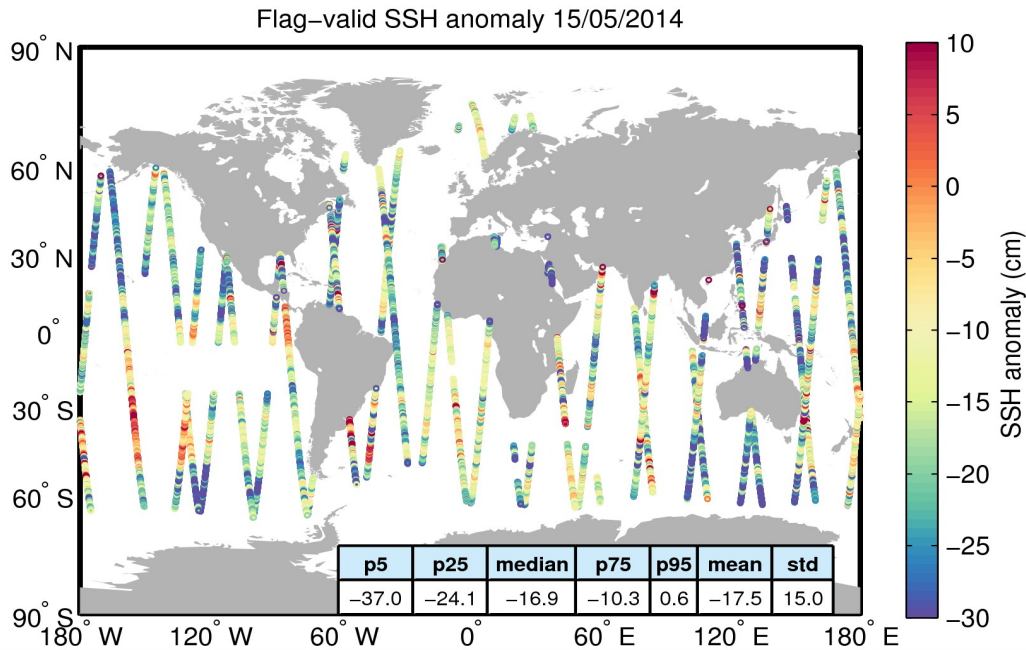 Flag−valid SSH anomaly 15/05/2014
90° N
60° N
30° N
0°
30° S
60° S
90° S
180° W
120° W
60° W
0°
60° E
120° E
180° E
p5 p25 median p75 p95 mean std
−37.0 −24.1 −16.9 −10.3 0.6 −17.5 15.0
10
5
0
−5
−10
−15
−20
−25
−30
SSH anomaly (cm)